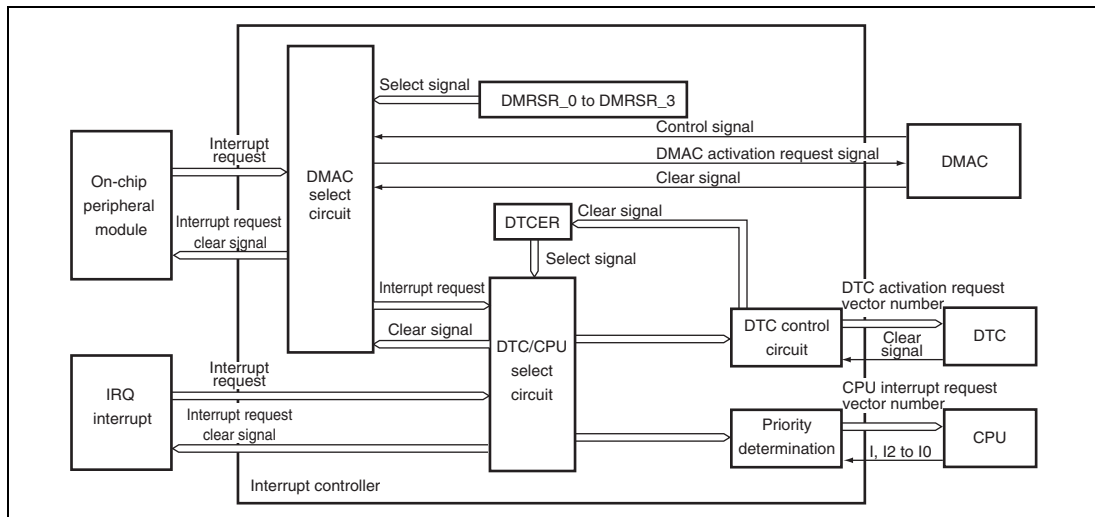 Select signal
DMRSR_0 to DMRSR_3
Control signal
Interrupt
request
DMAC activation request signal
DMAC
On-chip
peripheral
module
DMAC
select
circuit
Clear signal
Interrupt request
clear signal
DTCER
Clear signal
Select signal
Interrupt request
DTC activation request
vector number
Clear signal
DTC/CPU
select
circuit
DTC control
circuit
Clear
signal
DTC
IRQ
interrupt
Interrupt
request
CPU interrupt request
vector number
Interrupt request
clear signal
Priority
determination
CPU
I, I2 to I0
Interrupt controller